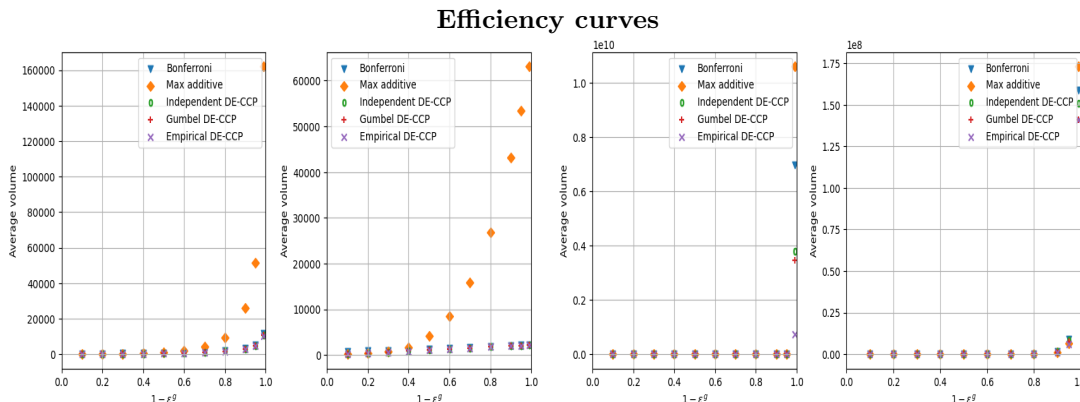 Efficiency curves
1e10
1e8
Average volume
160000
140000
120000
100000
80000
60000
40000
20000
0
0.0 0.2 0.4 0.6 0.8 1.0
1 − ε^g
Bonferroni
Max additive
Independent DE-CCP
Gumbel DE-CCP
Empirical DE-CCP
Average volume
60000
50000
40000
30000
20000
10000
0
0.0 0.2 0.4 0.6 0.8 1.0
1 − ε^g
Bonferroni
Max additive
Independent DE-CCP
Gumbel DE-CCP
Empirical DE-CCP
Average volume
1.0
0.8
0.6
0.4
0.2
0.0
0.0 0.2 0.4 0.6 0.8 1.0
1 − ε^g
Bonferroni
Max additive
Independent DE-CCP
Gumbel DE-CCP
Empirical DE-CCP
Average volume
1.75
1.50
1.25
1.00
0.75
0.50
0.25
0.00
0.0 0.2 0.4 0.6 0.8 1.0
1 − ε^g
Bonferroni
Max additive
Independent DE-CCP
Gumbel DE-CCP
Empirical DE-CCP